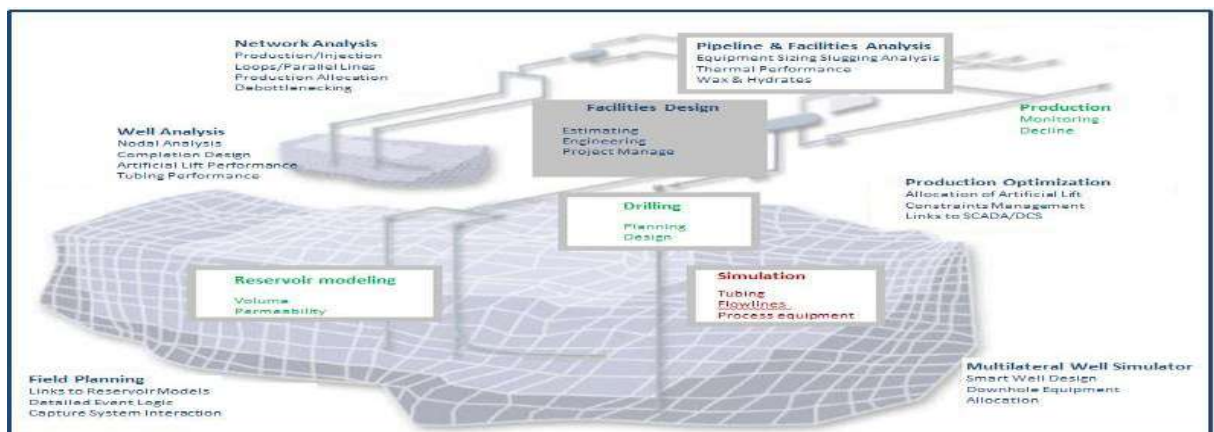 Network Analysis
Production/Injection
Loops/Parallel Lines
Production Allocation
Debottlenecking
Pipeline & Facilities Analysis
Equipment Sizing Slugging Analysis
Thermal Performance
Wax & Hydrates
Facilities Design
Estimating
Engineering
Project Manage
Production
Monitoring
Decline
Well Analysis
Nodal Analysis
Completion Design
Artificial Lift Performance
Tubing Performance
Production Optimization
Allocation of Artificial Lift
Constraints Management
Links to SCADA/DCS
Drilling
Planning
Design
Reservoir modeling
Volume
Permeability
Simulation
Tubing
Flowlines
Process equipment
Field Planning
Links to Reservoir Models
Detailed Event Logic
Capture System Interaction
Multilateral Well Simulator
Smart Well Design
Downhole Equipment
Allocation